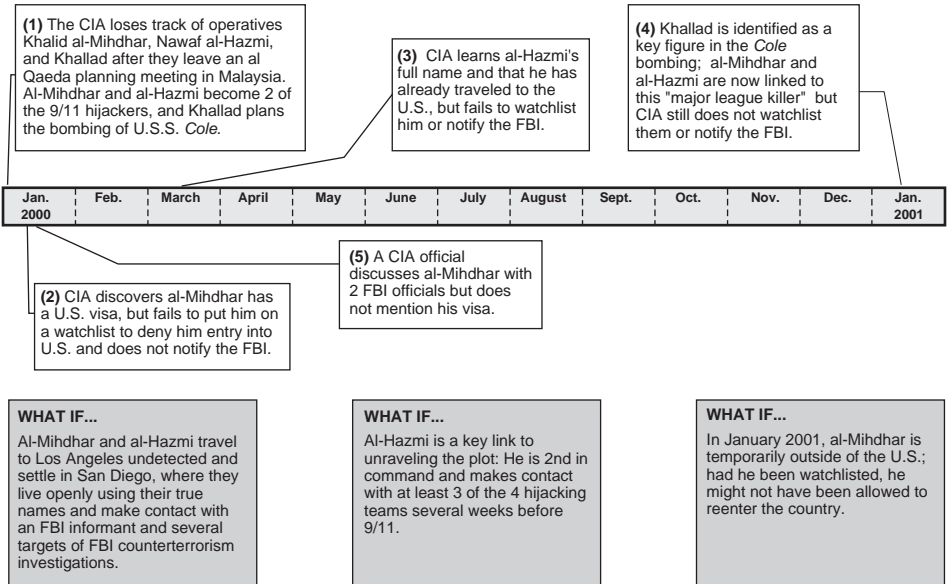 (1) The CIA loses track of operatives
Khalid al-Mihdhar, Nawaf al-Hazmi,
and Khallad after they leave an al
Qaeda planning meeting in Malaysia.
Al-Mihdhar and al-Hazmi become 2 of
the 9/11 hijackers, and Khallad plans
the bombing of U.S.S. Cole.
(3) CIA learns al-Hazmi's
full name and that he has
already traveled to the
U.S., but fails to watchlist
him or notify the FBI.
(4) Khallad is identified as a
key figure in the Cole
bombing; al-Mihdhar and
al-Hazmi are now linked to
this "major league killer" but
CIA still does not watchlist
them or notify the FBI.
Jan. Feb. March April May June July August Sept. Oct. Nov. Dec. Jan.
2000 2001
(2) CIA discovers al-Mihdhar has
a U.S. visa, but fails to put him on
a watchlist to deny him entry into
U.S. and does not notify the FBI.
(5) A CIA official
discusses al-Mihdhar with
2 FBI officials but does
not mention his visa.
WHAT IF...
Al-Mihdhar and al-Hazmi travel
to Los Angeles undetected and
settle in San Diego, where they
live openly using their true
names and make contact with
an FBI informant and several
targets of FBI counterterrorism
investigations.
WHAT IF...
Al-Hazmi is a key link to
unraveling the plot: He is 2nd in
command and makes contact
with at least 3 of the 4 hijacking
teams several weeks before
9/11.
WHAT IF...
In January 2001, al-Mihdhar is
temporarily outside of the U.S.;
had he been watchlisted, he
might not have been allowed to
reenter the country.